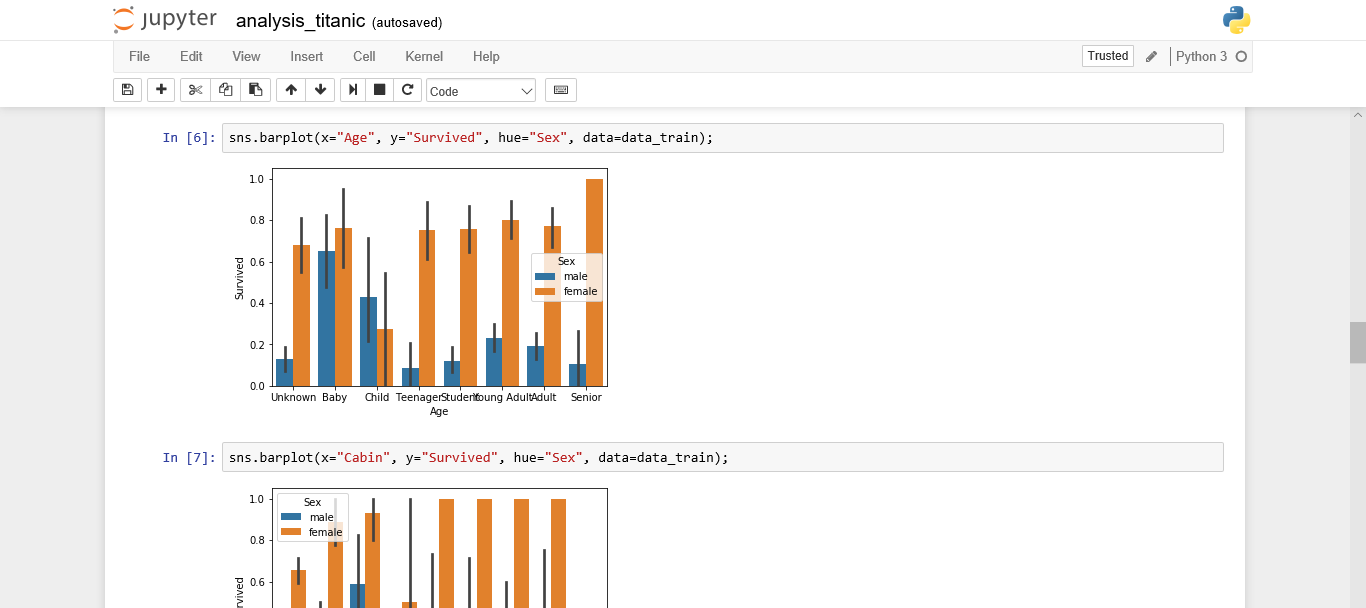 jupyter analysis_titanic (autosaved)
File Edit View Insert Cell Kernel Help Trusted Python 3
Code
In [6]: sns.barplot(x="Age", y="Survived", hue="Sex", data=data_train);
1.0
0.8
0.6
0.4
0.2
0.0
Survived
Sex
male
female
Unknown Baby Child Teenager Student Young Adult Adult Senior
Age
In [7]: sns.barplot(x="Cabin", y="Survived", hue="Sex", data=data_train);
1.0
0.8
0.6
Sex
male
female